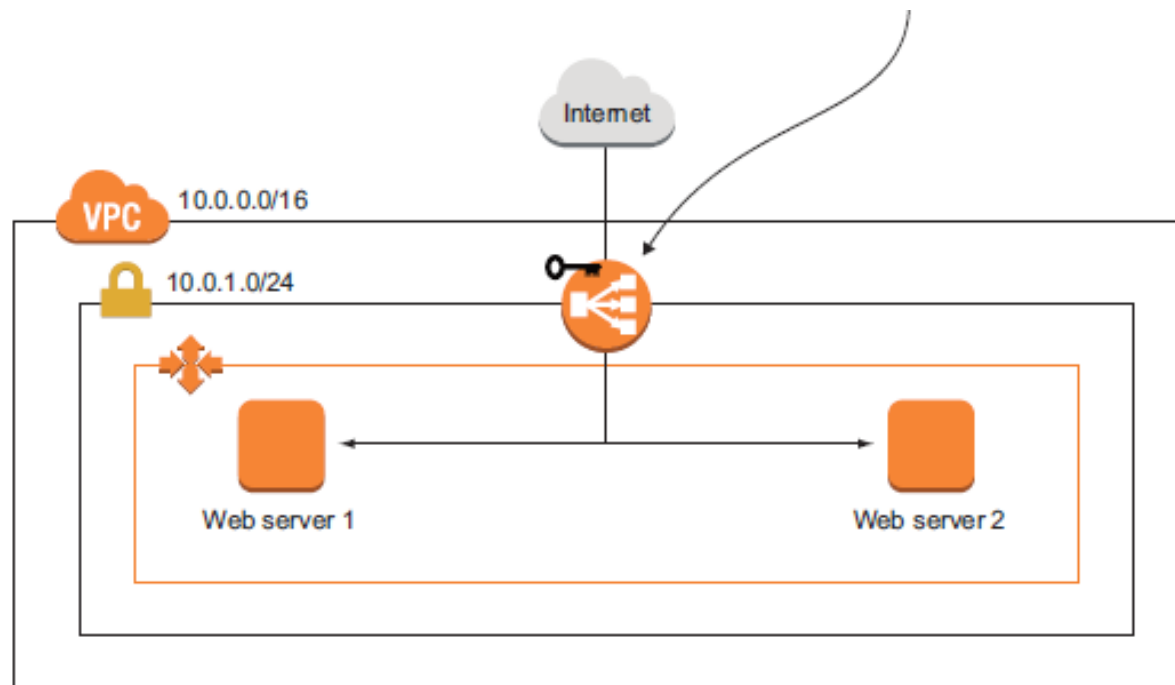 Internet
10.0.0.0/16
VPC
10.0.1.0/24
Web server 1
Web server 2